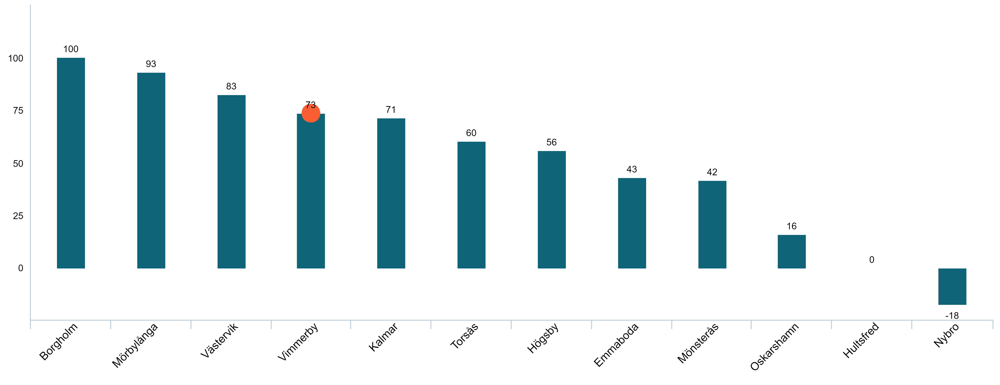 100
75
50
25
0
100
93
83
73
71
60
56
43
42
16
0
-18
Borgholm
Mörbylånga
Västervik
Vimmerby
Kalmar
Torsås
Högsby
Emmaboda
Mönsterås
Oskarshamn
Hultsfred
Nybro